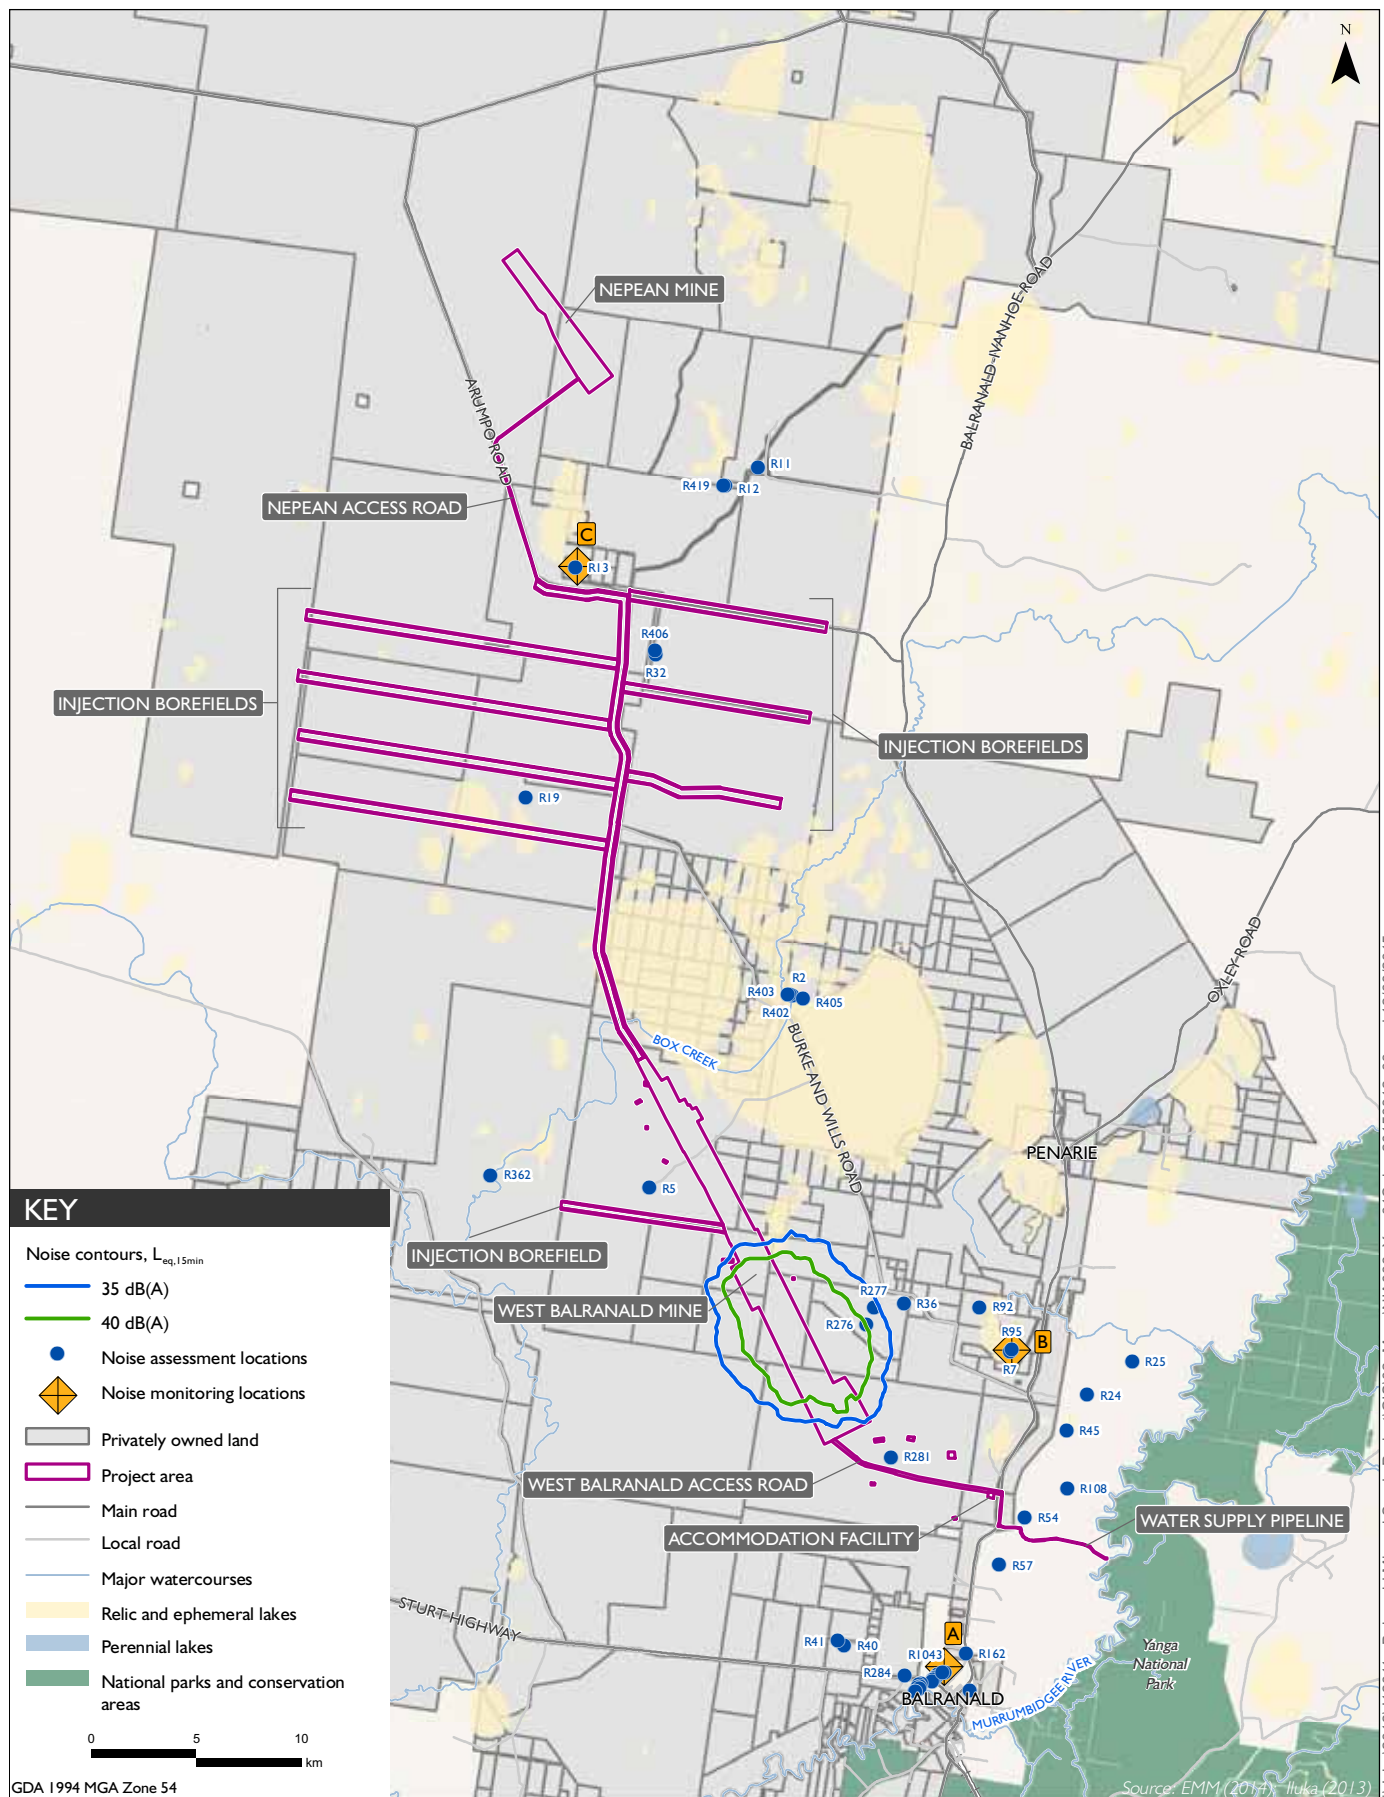 N
NEPEAN MINE
BALRANALD-IVANHOE ROAD
ARUMPO ROAD
R11
R419
R12
NEPEAN ACCESS ROAD
C
R13
R406
R32
INJECTION BOREFIELDS
INJECTION BOREFIELDS
R19
OXLEY ROAD
R2
R403
R405
R402
BOX CREEK
BURKE AND WILLS ROAD
PENARIE
R362
R5
INJECTION BOREFIELD
WEST BALRANALD MINE
R277
R36
R92
R276
R95
B
R7
R25
R24
R45
R281
WEST BALRANALD ACCESS ROAD
R108
R54
WATER SUPPLY PIPELINE
ACCOMMODATION FACILITY
R57
STURT HIGHWAY
A
R41
R40
R1043
R162
R284
BALRANALD
MURRUMBIDGEE RIVER
Yanga
National
Park
KEY
Noise contours, Leq,15min
35 dB(A)
40 dB(A)
Noise assessment locations
Noise monitoring locations
Privately owned land
Project area
Main road
Local road
Major watercourses
Relic and ephemeral lakes
Perennial lakes
National parks and conservation
areas
0 5 10
km
GDA 1994 MGA Zone 54
Source: EMM (2014); Iluka (2013)